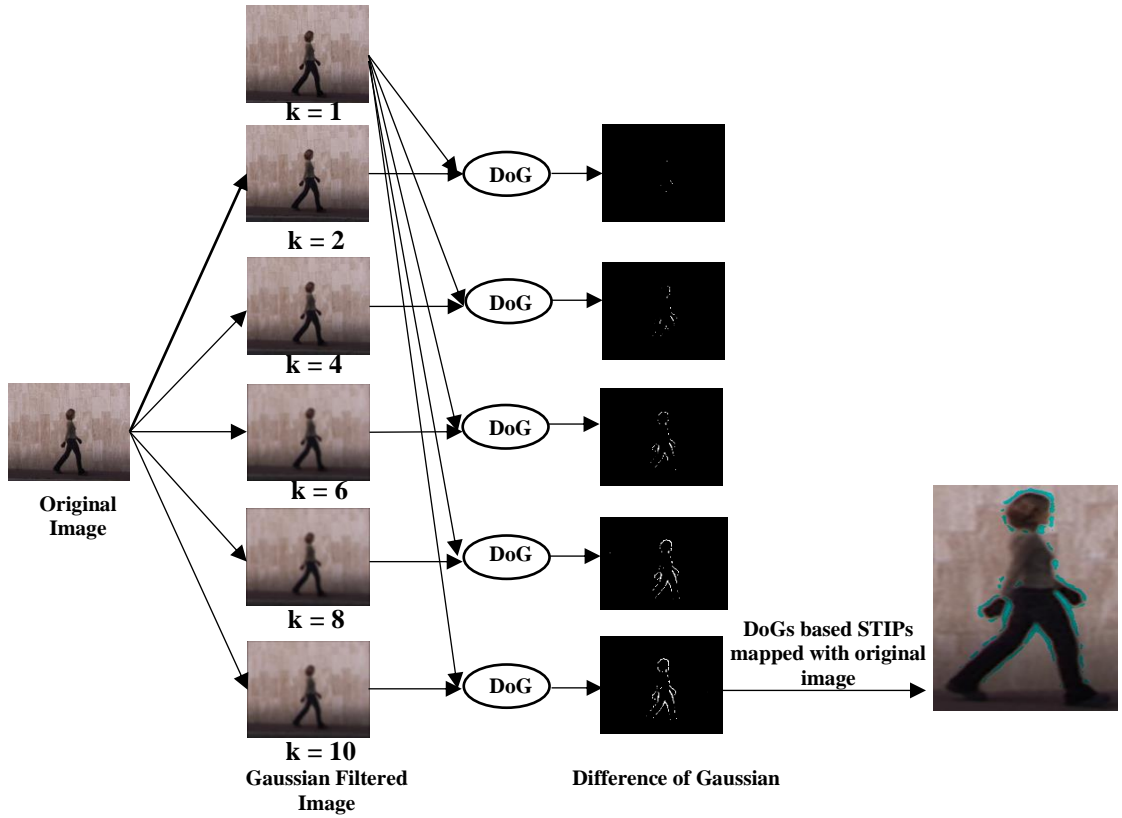 k = 1
DoG
k = 2
DoG
k = 4
DoG
k = 6
Original
Image
DoG
k = 8
DoGs based STIPs
mapped with original
image
DoG
k = 10
Gaussian Filtered
Image
Difference of Gaussian